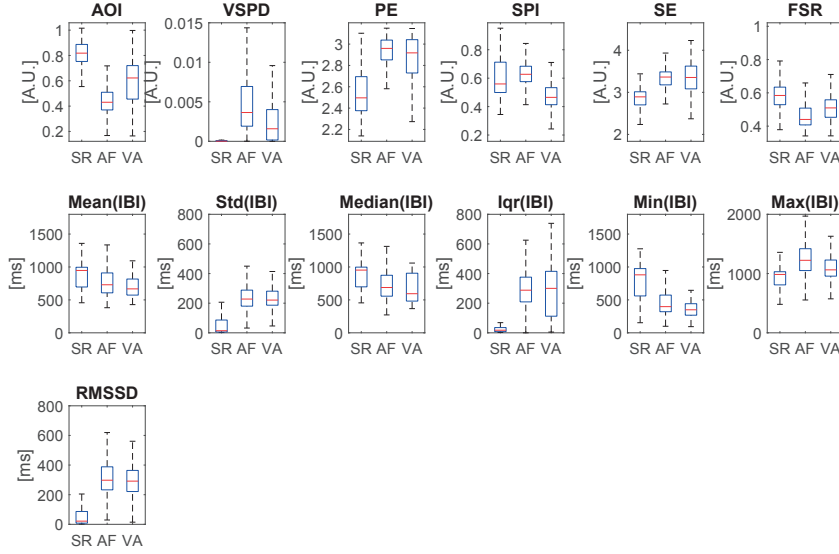 AOI VSPD PE SPI SE FSR
[A.U.] 1 0.8 0.6 0.4 0.2 SR AF VA
[A.U.] 0.015 0.01 0.005 0 SR AF VA
3 2.8 2.6 2.4 2.2 SR AF VA
[A.U.] 0.8 0.6 0.4 0.2 SR AF VA
[A.U.] 4 3 2 SR AF VA
[A.U.] 0.8 0.6 0.4 SR AF VA
Mean(IBI) Std(IBI) Median(IBI) Iqr(IBI) Min(IBI) Max(IBI)
[ms] 1500 1000 500 0 SR AF VA
800 600 400 200 0 SR AF VA
1500 1000 500 0 SR AF VA
800 600 400 200 0 SR AF VA
1500 1000 500 0 SR AF VA
2000 1000 0 SR AF VA
RMSSD
[ms] 800 600 400 200 0 SR AF VA